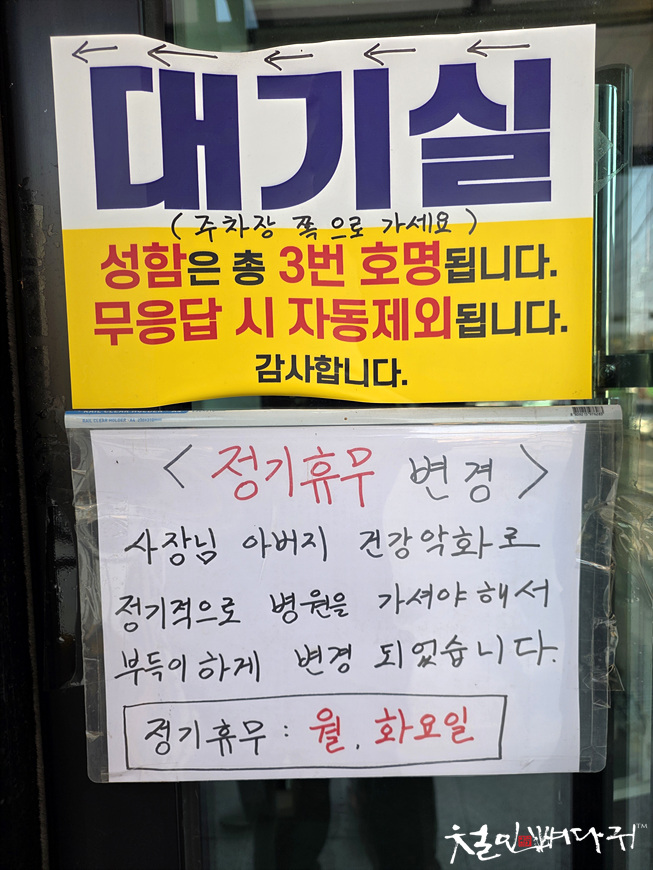 대기실
( 주차장 쪽으로 가세요 )
성함은 총 3번 호명됩니다.
무응답 시 자동제외됩니다.
감사합니다.
< 정기휴무 변경 >
사장님 아버지 건강악화로
정기적으로 병원을 가셔야해서
부득이하게 변경 되었습니다.
정기휴무 : 월, 화요일